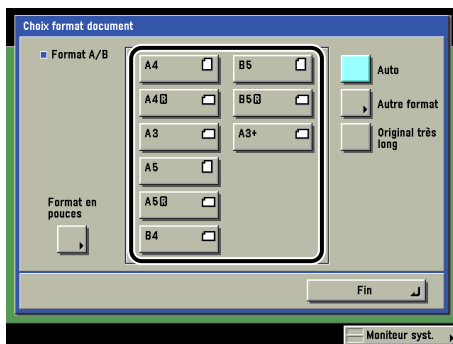 Choix format document
Format A/B
A4
B5
Auto
A4R
B5R
Autre format
A3
A3+
Original très
long
A5
A5R
Format en
pouces
B4
Fin
Moniteur syst.